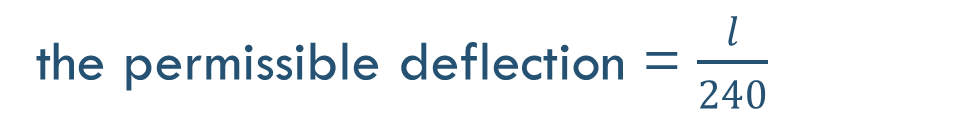 the permissible deflection = l/240